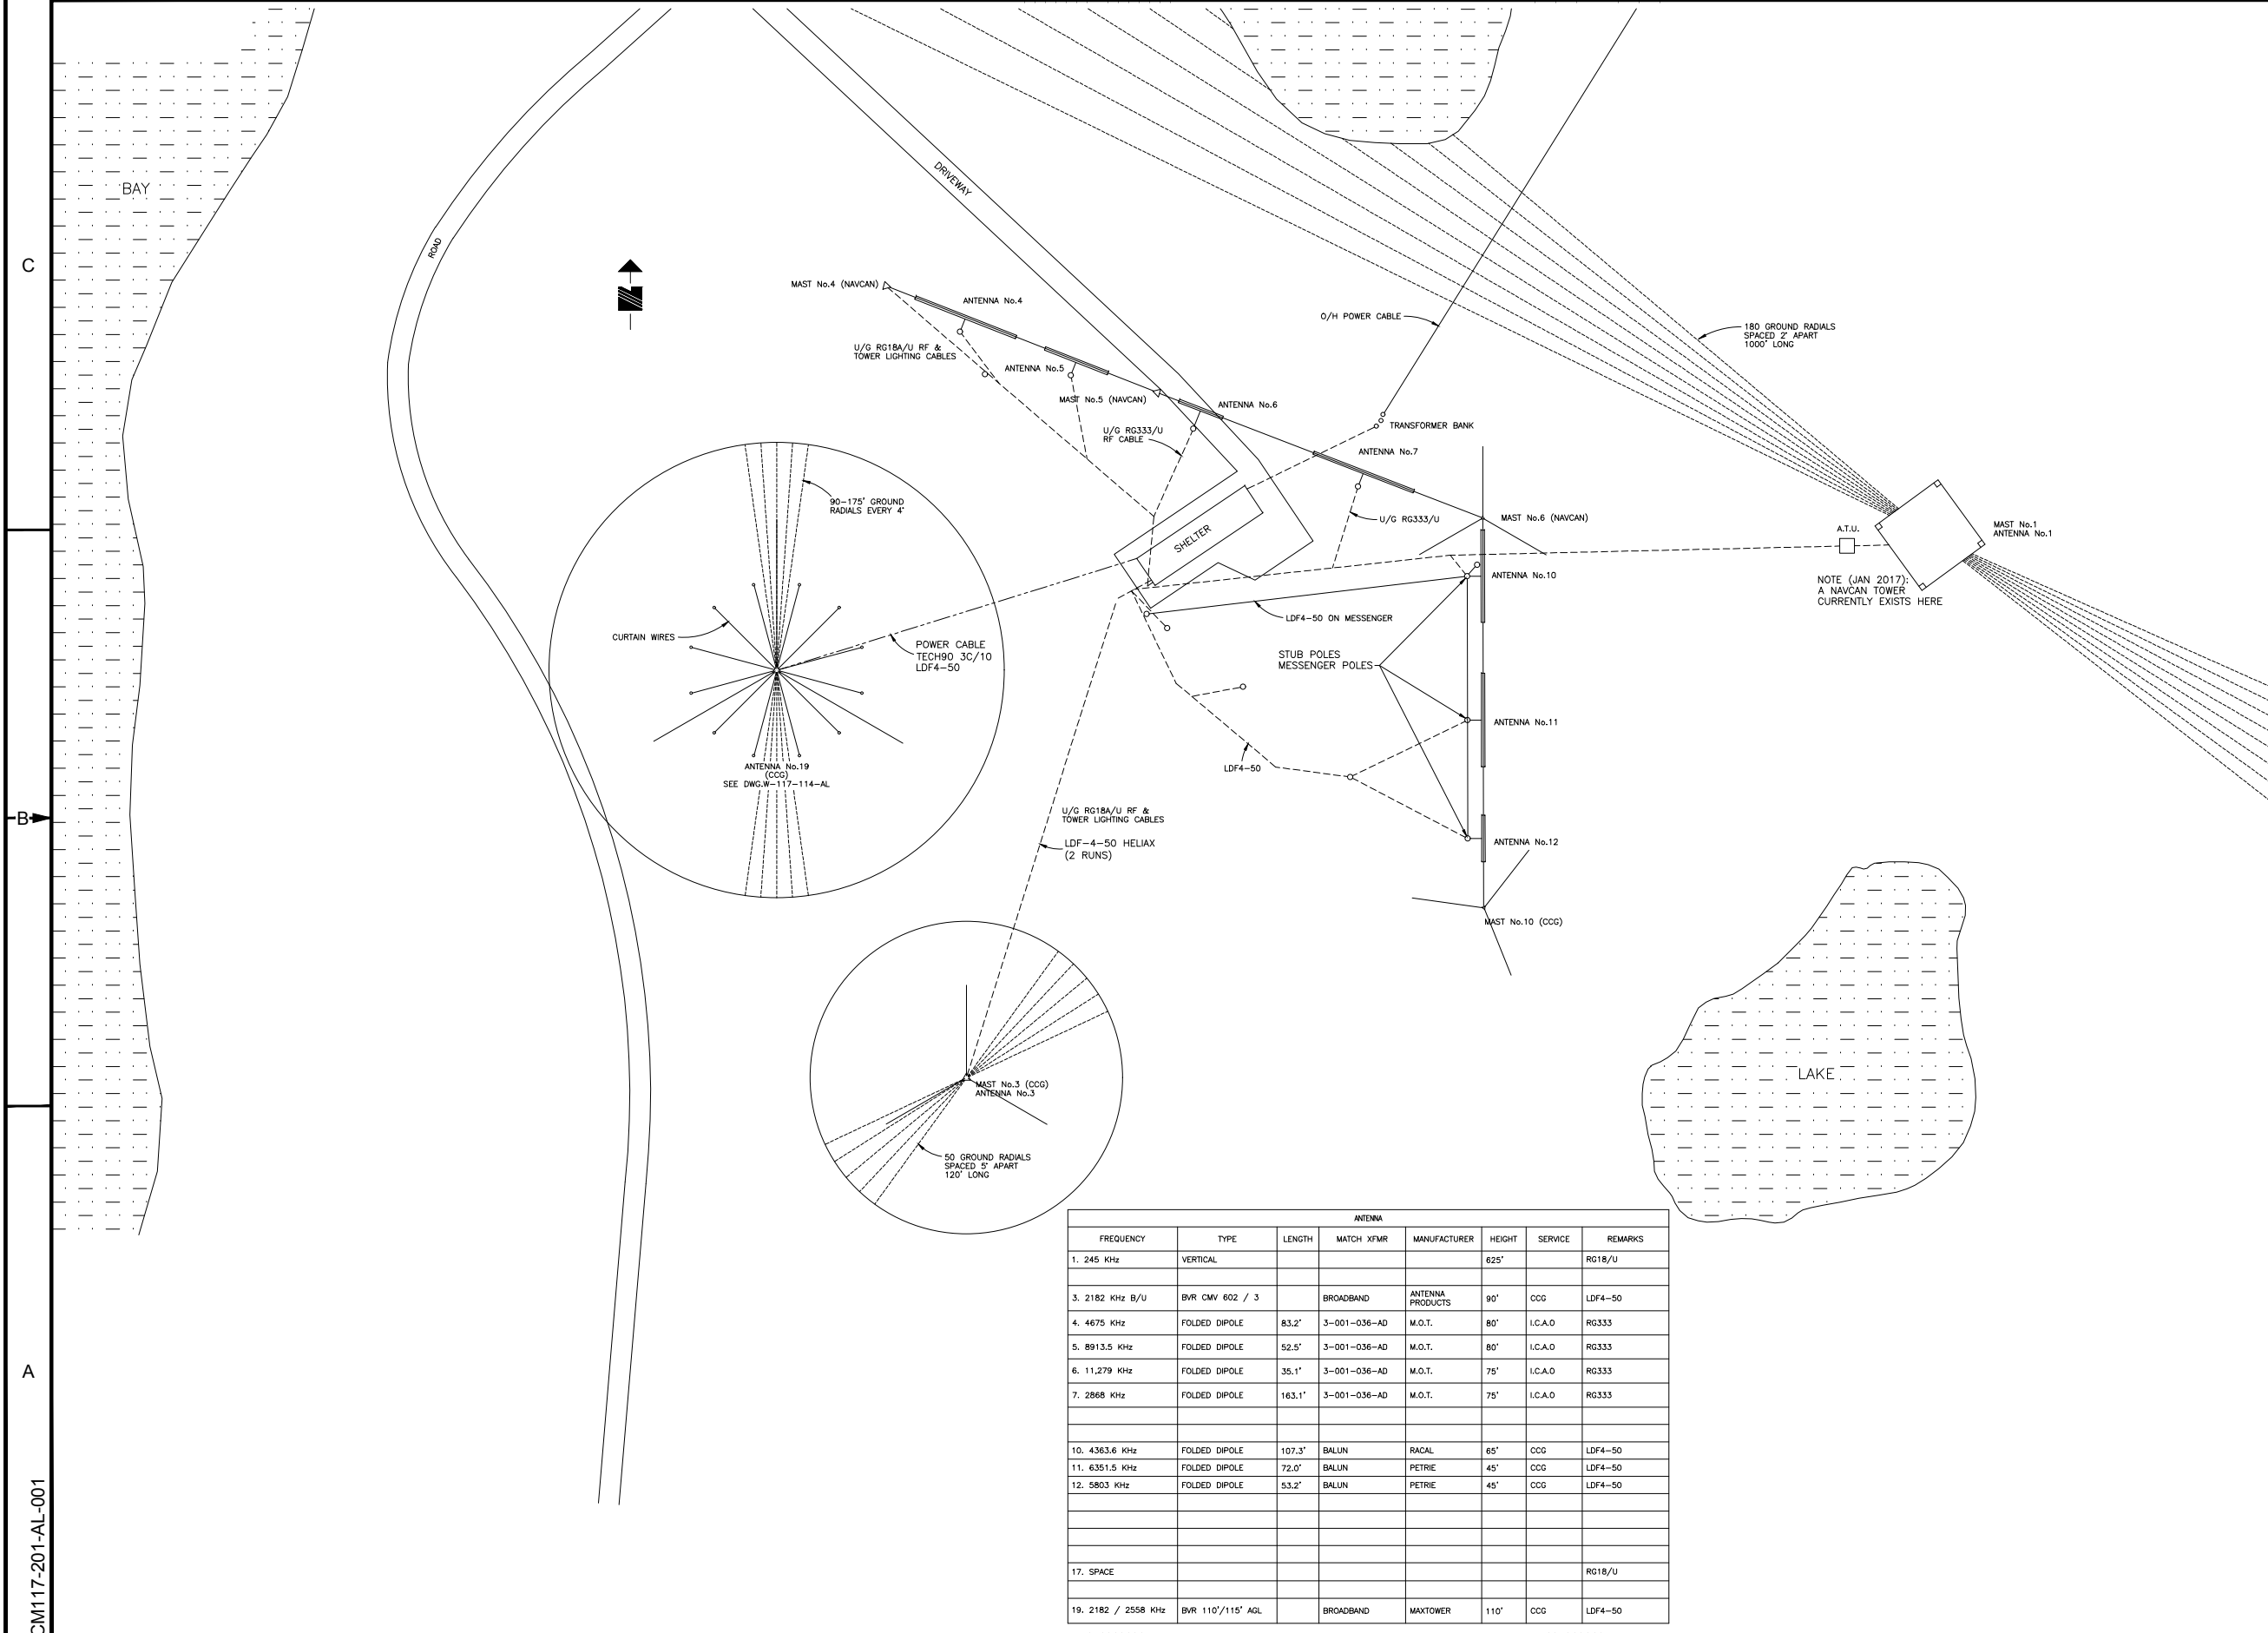 C
B
A
CM117-201-AL-001
BAY
ROAD
DRIVEWAY
MAST No.4 (NAVCAN)
ANTENNA No.4
U/G RG18A/U RF &
TOWER LIGHTING CABLES
ANTENNA No.5
MAST No.5 (NAVCAN)
ANTENNA No.6
U/G RG333/U
RF CABLE
O/H POWER CABLE
TRANSFORMER BANK
ANTENNA No.7
180 GROUND RADIALS
SPACED 2' APART
1000' LONG
90-175' GROUND
RADIALS EVERY 4'
SHELTER
U/G RG333/U
MAST No.6 (NAVCAN)
A.T.U.
MAST No.1
ANTENNA No.1
NOTE (JAN 2017):
A NAVCAN TOWER
CURRENTLY EXISTS HERE
ANTENNA No.10
LDF4-50 ON MESSENGER
CURTAIN WIRES
POWER CABLE
TECH90 3C/10
LDF4-50
STUB POLES
MESSENGER POLES
ANTENNA No.11
LDF4-50
ANTENNA No.19
(CCG)
SEE DWG.W-117-114-AL
U/G RG18A/U RF &
TOWER LIGHTING CABLES
LDF-4-50 HELIAX
(2 RUNS)
ANTENNA No.12
MAST No.10 (CCG)
LAKE
MAST No.3 (CCG)
ANTENNA No.3
50 GROUND RADIALS
SPACED 5' APART
120' LONG
ANTENNA
FREQUENCY TYPE LENGTH MATCH XFMR MANUFACTURER HEIGHT SERVICE REMARKS
1. 245 KHz VERTICAL 625' RG18/U
3. 2182 KHz B/U BVR CMV 602 / 3 BROADBAND ANTENNA PRODUCTS 90' CCG LDF4-50
4. 4675 KHz FOLDED DIPOLE 83.2' 3-001-036-AD M.O.T. 80' I.C.A.O RG333
5. 8913.5 KHz FOLDED DIPOLE 52.5' 3-001-036-AD M.O.T. 80' I.C.A.O RG333
6. 11,279 KHz FOLDED DIPOLE 35.1' 3-001-036-AD M.O.T. 75' I.C.A.O RG333
7. 2868 KHz FOLDED DIPOLE 163.1' 3-001-036-AD M.O.T. 75' I.C.A.O RG333
10. 4363.6 KHz FOLDED DIPOLE 107.3' BALUN RACAL 65' CCG LDF4-50
11. 6351.5 KHz FOLDED DIPOLE 72.0' BALUN PETRIE 45' CCG LDF4-50
12. 5803 KHz FOLDED DIPOLE 53.2' BALUN PETRIE 45' CCG LDF4-50
17. SPACE RG18/U
19. 2182 / 2558 KHz BVR 110'/115' AGL BROADBAND MAXTOWER 110' CCG LDF4-50